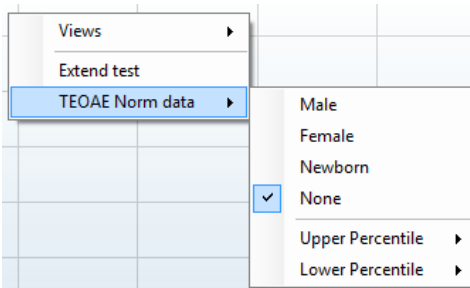 Views
Extend test
TEOAE Norm data
Male
Female
Newborn
None
Upper Percentile
Lower Percentile